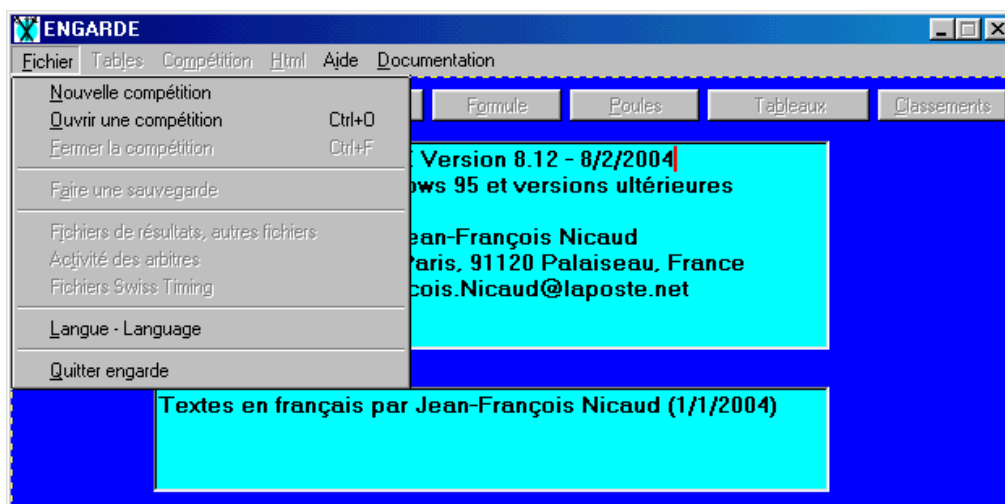 ENGARDE
Fichier Tables Compétition Html Aide Documentation
Nouvelle compétition
Ouvrir une compétition Ctrl+O
Fermer la compétition Ctrl+F
Faire une sauvegarde
Fichiers de résultats, autres fichiers
Activité des arbitres
Fichiers Swiss Timing
Langue - Language
Quitter engarde
Formule Poules Tableaux Classements
Version 8.12 - 8/2/2004
ows 95 et versions ultérieures
ean-François Nicaud
Paris, 91120 Palaiseau, France
cois.Nicaud@laposte.net
Textes en français par Jean-François Nicaud (1/1/2004)